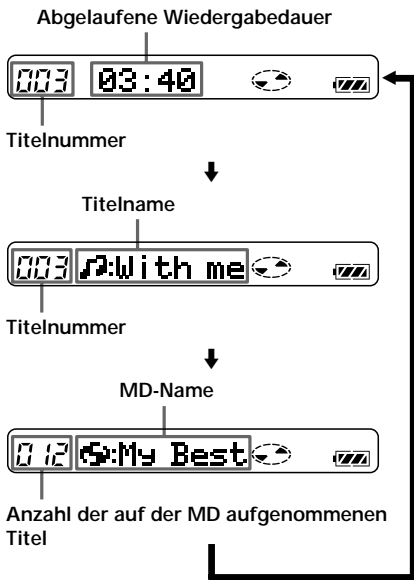 Abgelaufene Wiedergabedauer
003 03:40
Titelnummer
Titelname
003 :With me
Titelnummer
MD-Name
012 :My Best
Anzahl der auf der MD aufgenommenen
Titel